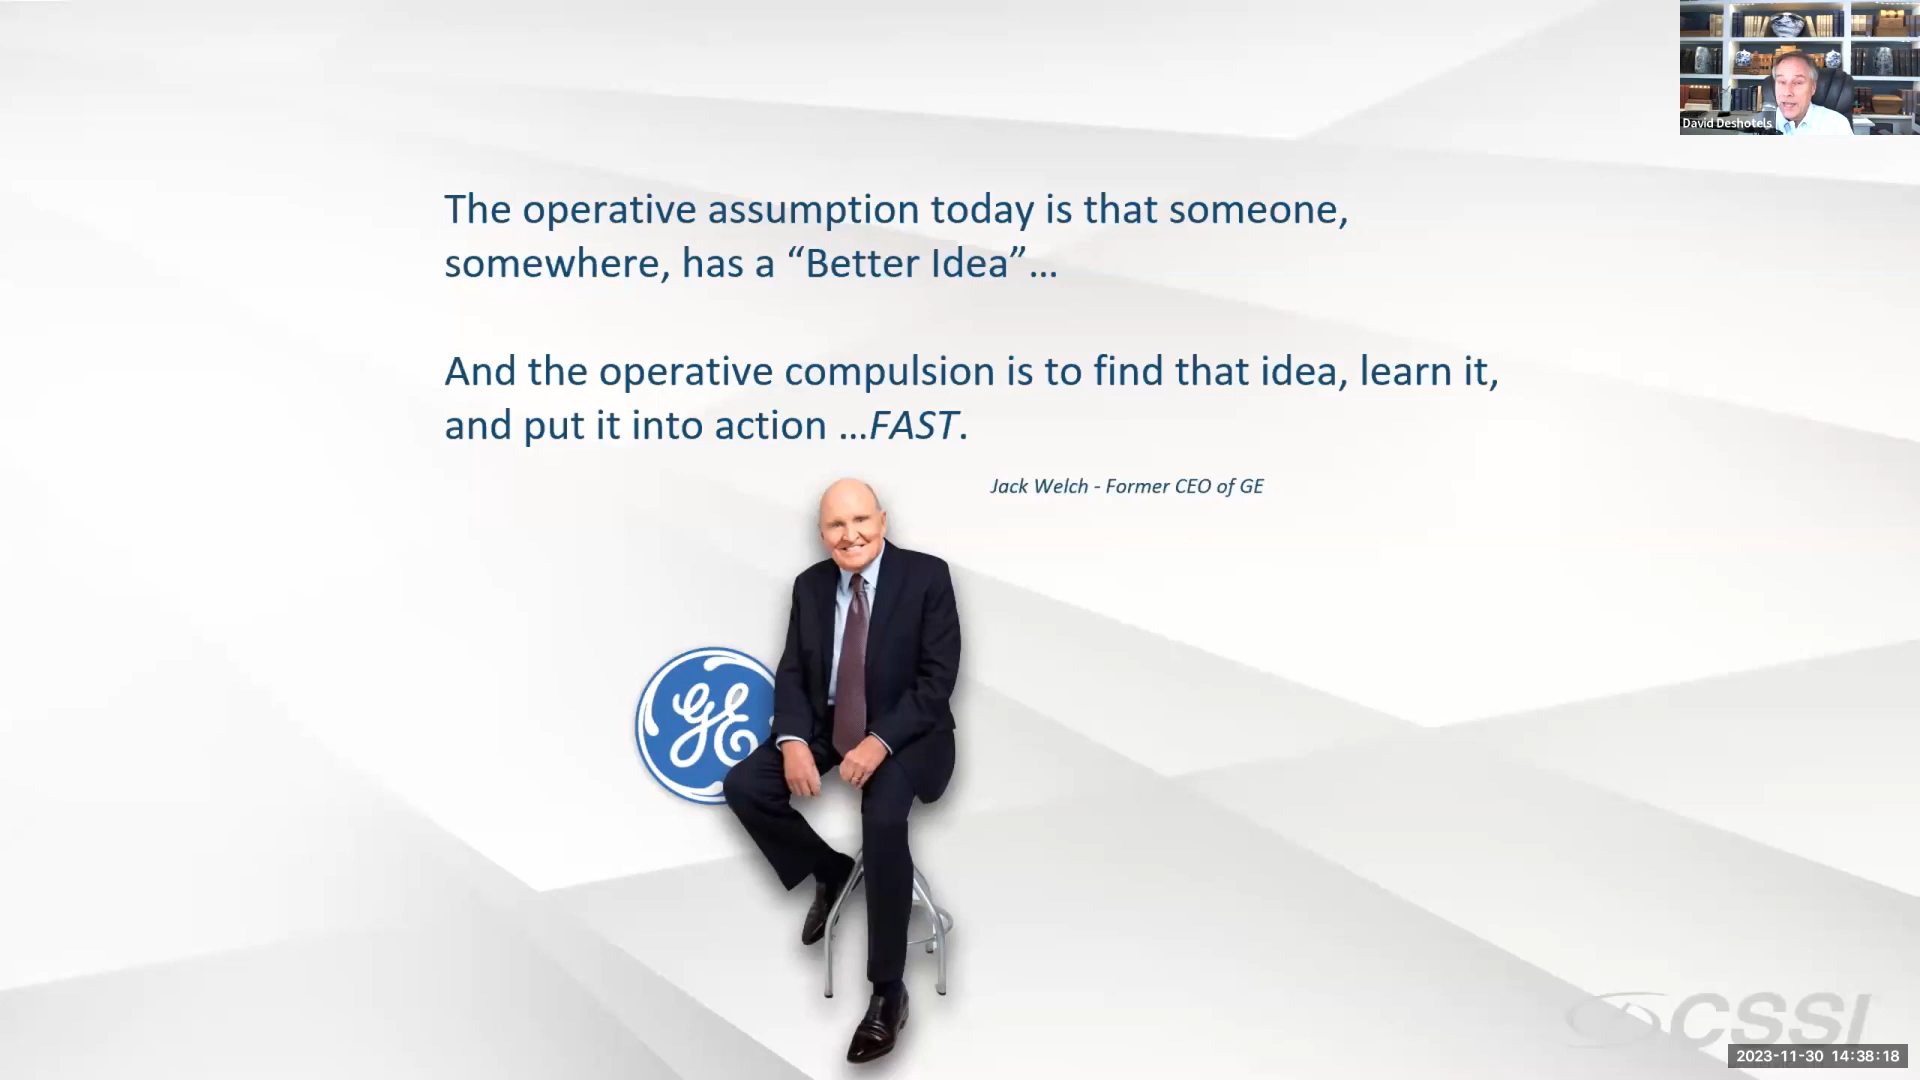 David Deshotels
The operative assumption today is that someone,
somewhere, has a “Better Idea”…
And the operative compulsion is to find that idea, learn it,
and put it into action …FAST.
Jack Welch - Former CEO of GE
GE
CSSI
2023-11-30 14:38:18